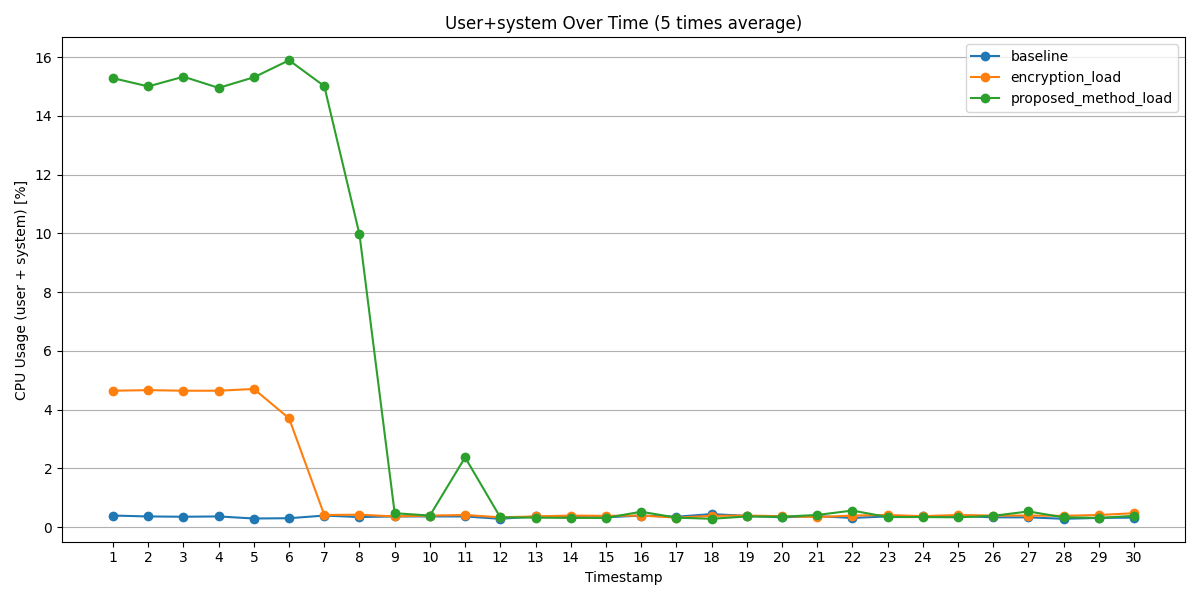 User+system Over Time (5 times average)
baseline
encryption_load
proposed_method_load
CPU Usage (user + system) [%]
16
14
12
10
8
6
4
2
0
1 2 3 4 5 6 7 8 9 10 11 12 13 14 15 16 17 18 19 20 21 22 23 24 25 26 27 28 29 30
Timestamp